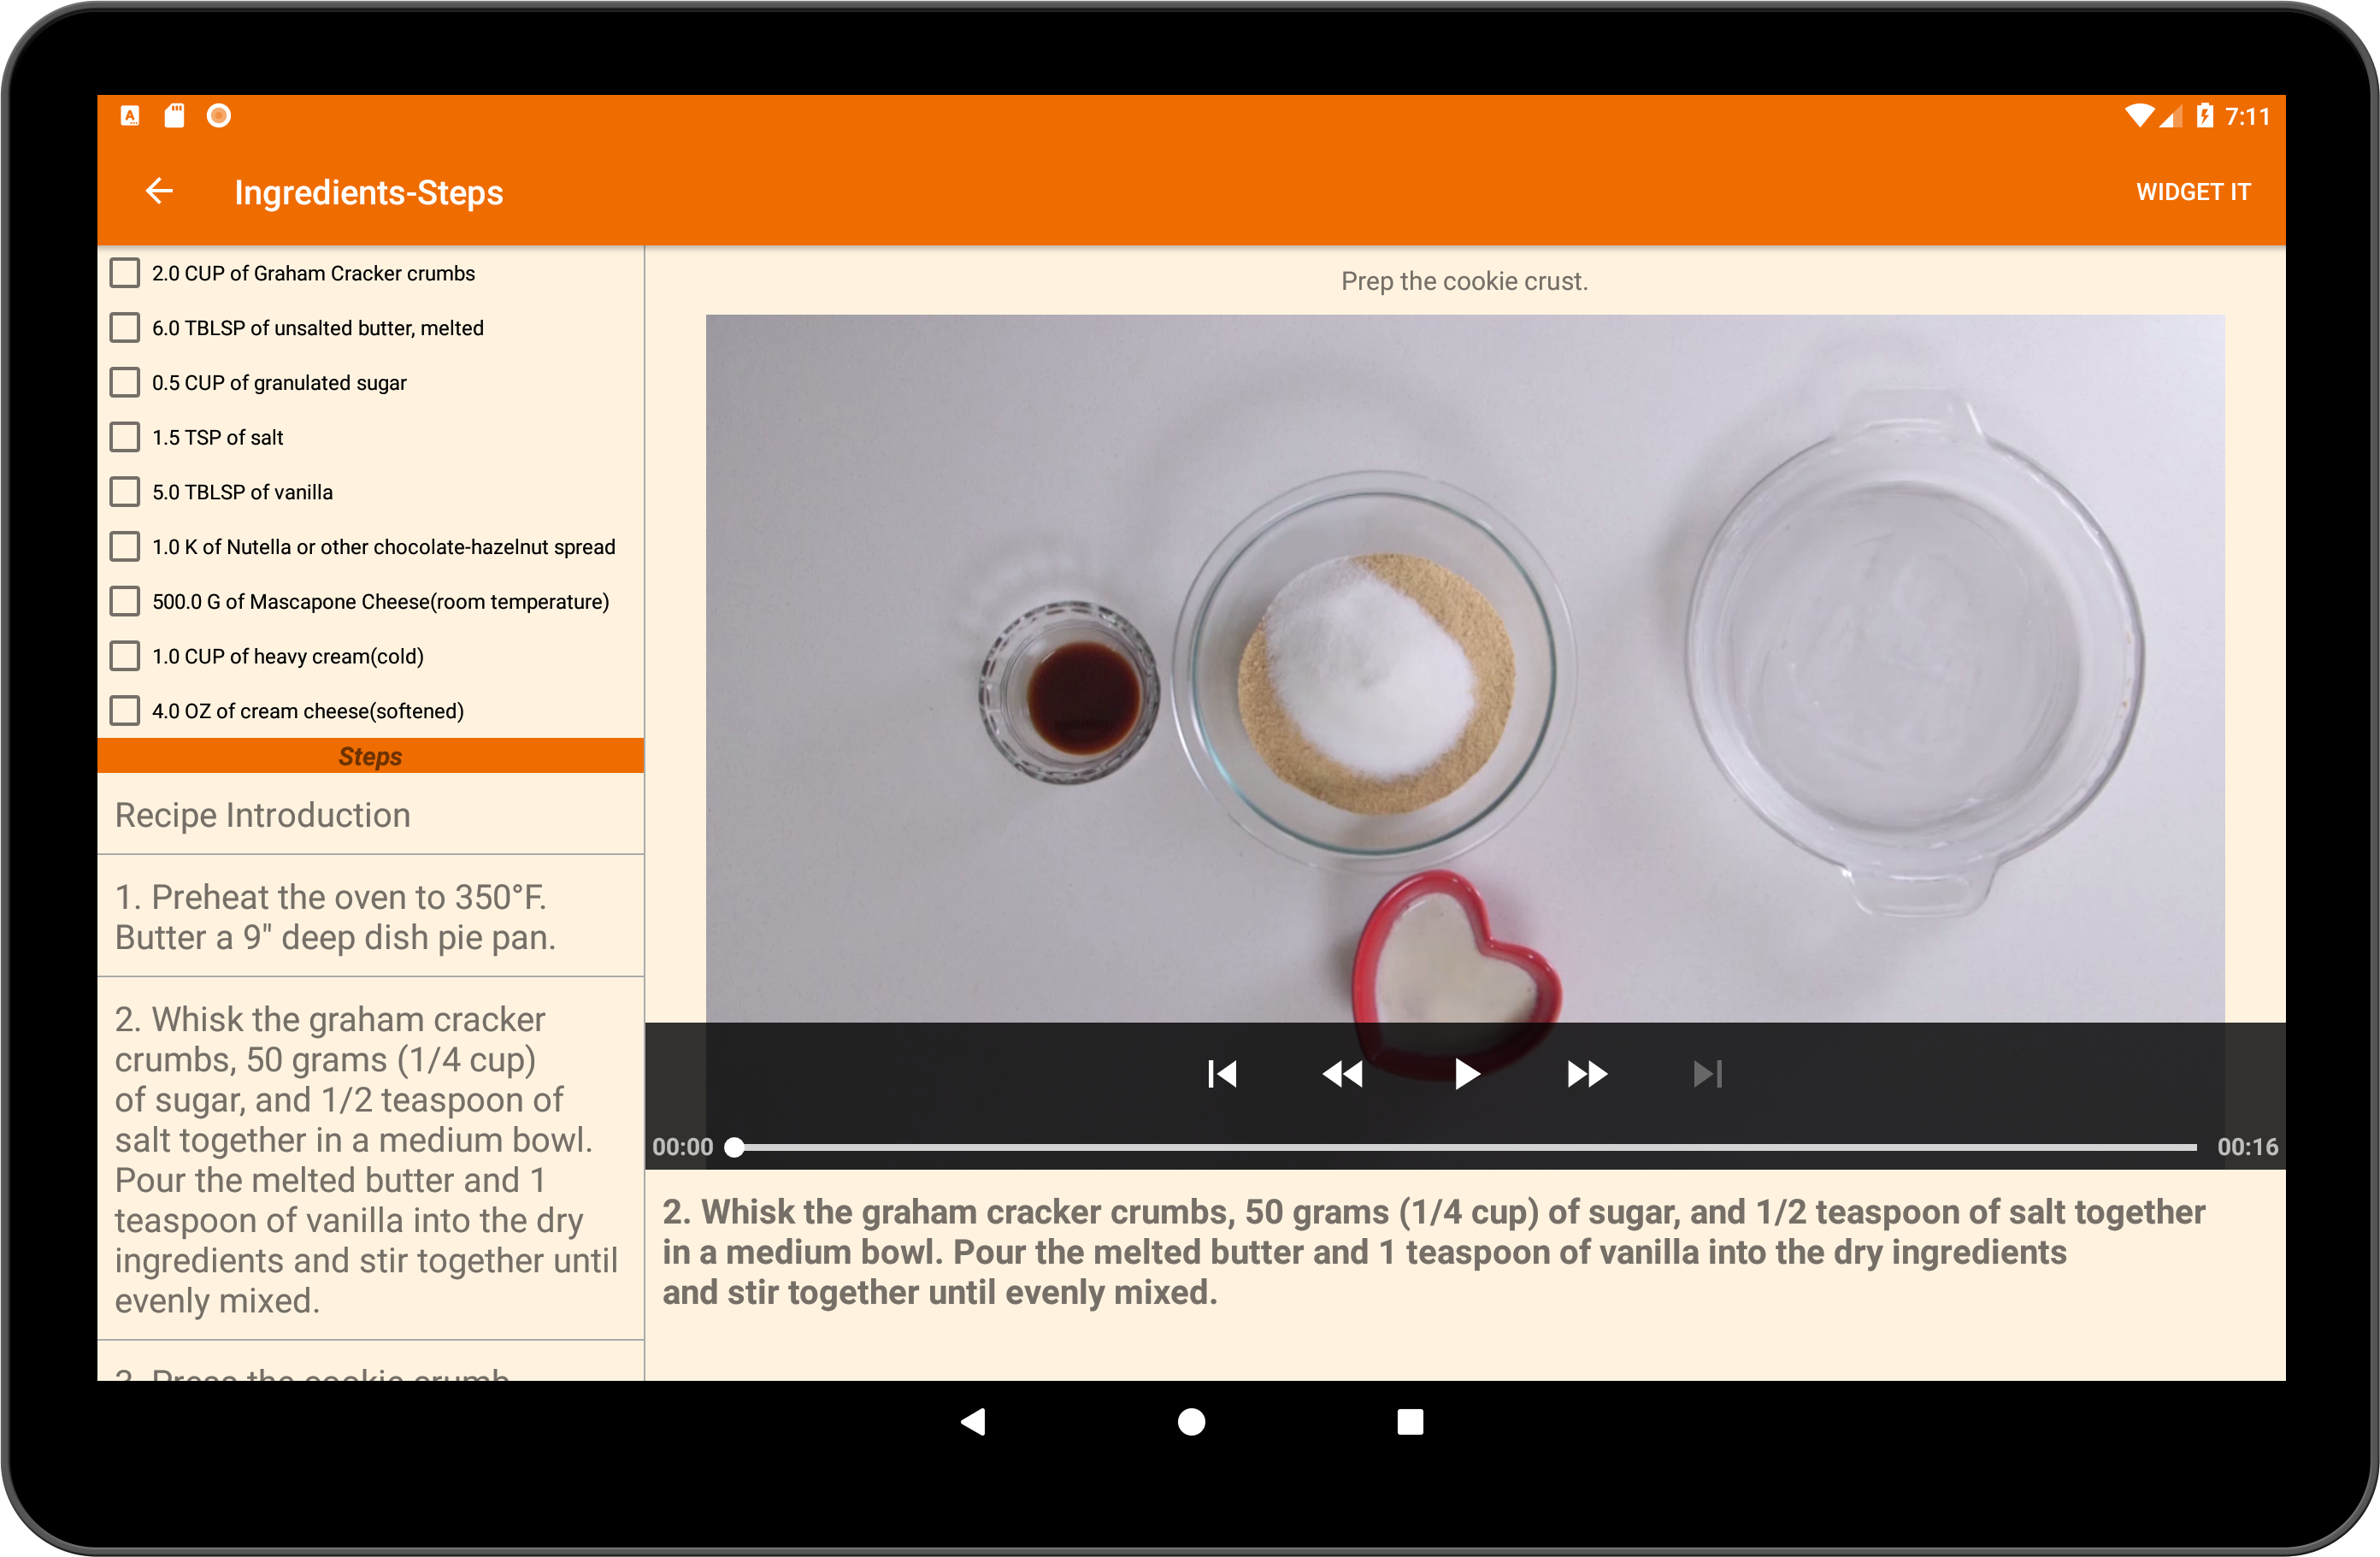 7:11
Ingredients-Steps
WIDGET IT
2.0 CUP of Graham Cracker crumbs
6.0 TBLSP of unsalted butter, melted
0.5 CUP of granulated sugar
1.5 TSP of salt
5.0 TBLSP of vanilla
1.0 K of Nutella or other chocolate-hazelnut spread
500.0 G of Mascapone Cheese(room temperature)
1.0 CUP of heavy cream(cold)
4.0 OZ of cream cheese(softened)
Steps
Recipe Introduction
1. Preheat the oven to 350°F.
Butter a 9" deep dish pie pan.
2. Whisk the graham cracker
crumbs, 50 grams (1/4 cup)
of sugar, and 1/2 teaspoon of
salt together in a medium bowl.
Pour the melted butter and 1
teaspoon of vanilla into the dry
ingredients and stir together until
evenly mixed.
3. Press the cookie crumb
Prep the cookie crust.
00:00
00:16
2. Whisk the graham cracker crumbs, 50 grams (1/4 cup) of sugar, and 1/2 teaspoon of salt together
in a medium bowl. Pour the melted butter and 1 teaspoon of vanilla into the dry ingredients
and stir together until evenly mixed.